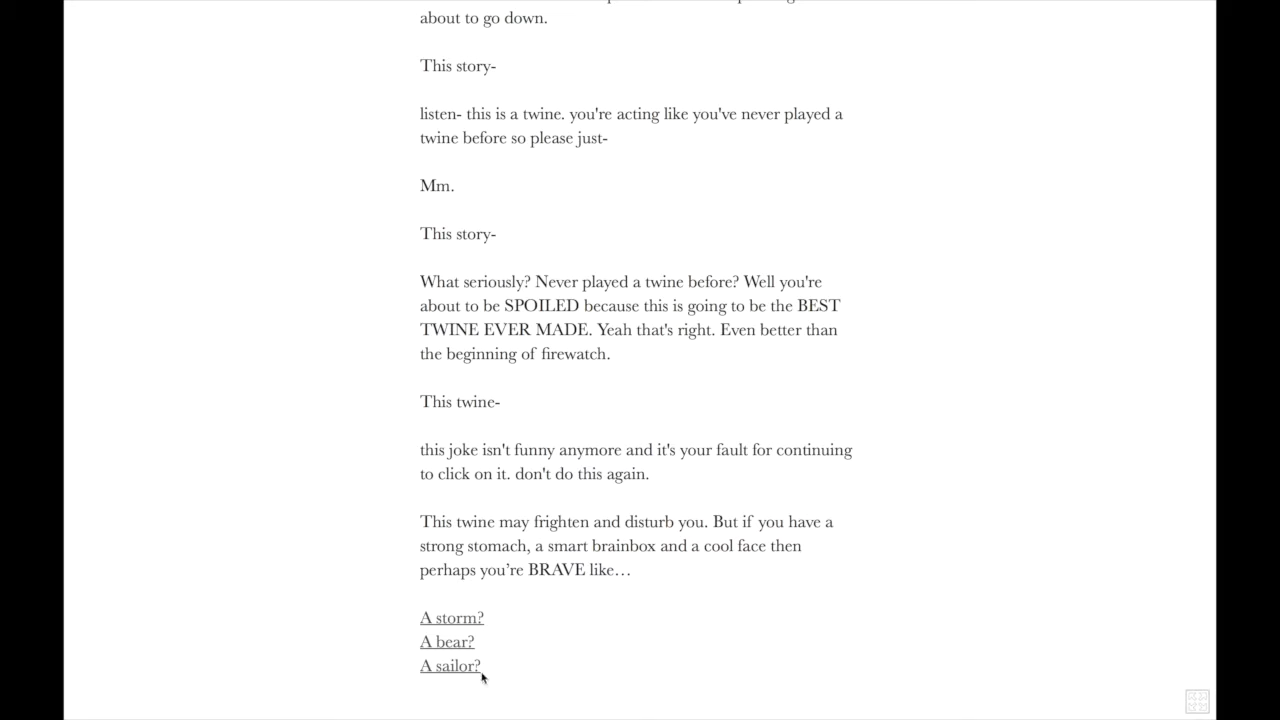 about to go down.
This story-
listen- this is a twine. you're acting like you've never played a
twine before so please just-
Mm.
This story-
What seriously? Never played a twine before? Well you're
about to be SPOILED because this is going to be the BEST
TWINE EVER MADE. Yeah that's right. Even better than
the beginning of firewatch.
This twine-
this joke isn't funny anymore and it's your fault for continuing
to click on it. don't do this again.
This twine may frighten and disturb you. But if you have a
strong stomach, a smart brainbox and a cool face then
perhaps you’re BRAVE like…
A storm?
A bear?
A sailor?